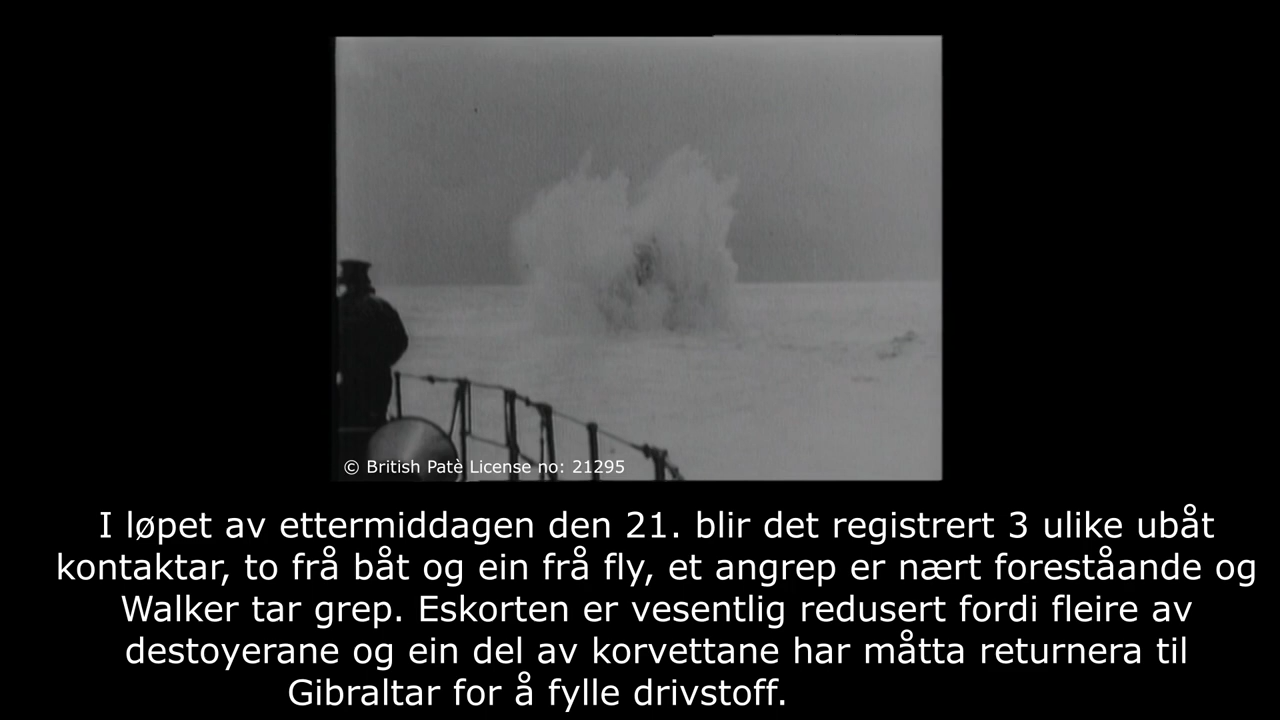 © British Patè License no: 21295
I løpet av ettermiddagen den 21. blir det registrert 3 ulike ubåt
kontaktar, to frå båt og ein frå fly, et angrep er nært foreståande og
Walker tar grep. Eskorten er vesentlig redusert fordi fleire av
destoyerane og ein del av korvettane har måtta returnera til
Gibraltar for å fylle drivstoff.